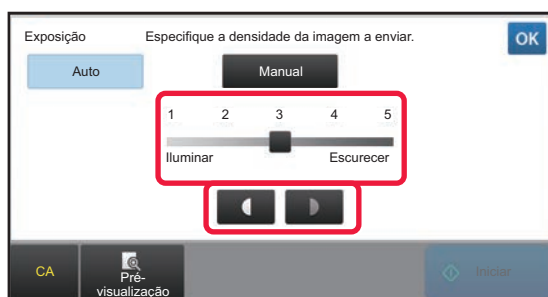 Exposição
Especifique a densidade da imagem a enviar.
OK
Auto
Manual
1 2 3 4 5
Iluminar Escurecer
CA
Pré-
visualização
Iniciar